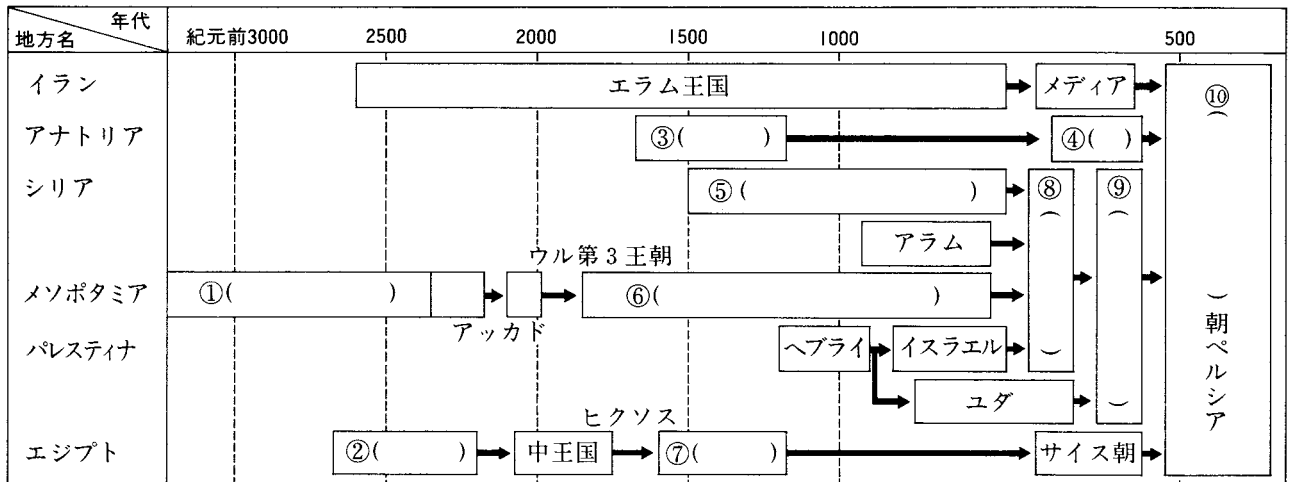 年代
地方名 紀元前3000 2500 2000 1500 1000 500
イラン エラム王国 メディア ⑩( )朝ペルシア
アナトリア ③( ) ④( )
シリア ⑤( ) ⑧( ) ⑨( )
アラム
ウル第3王朝
メソポタミア ①( ) ⑥( )
アッカド
パレスティナ ヘブライ イスラエル
ユダ
ヒクソス
エジプト ②( ) 中王国 ⑦( ) サイス朝